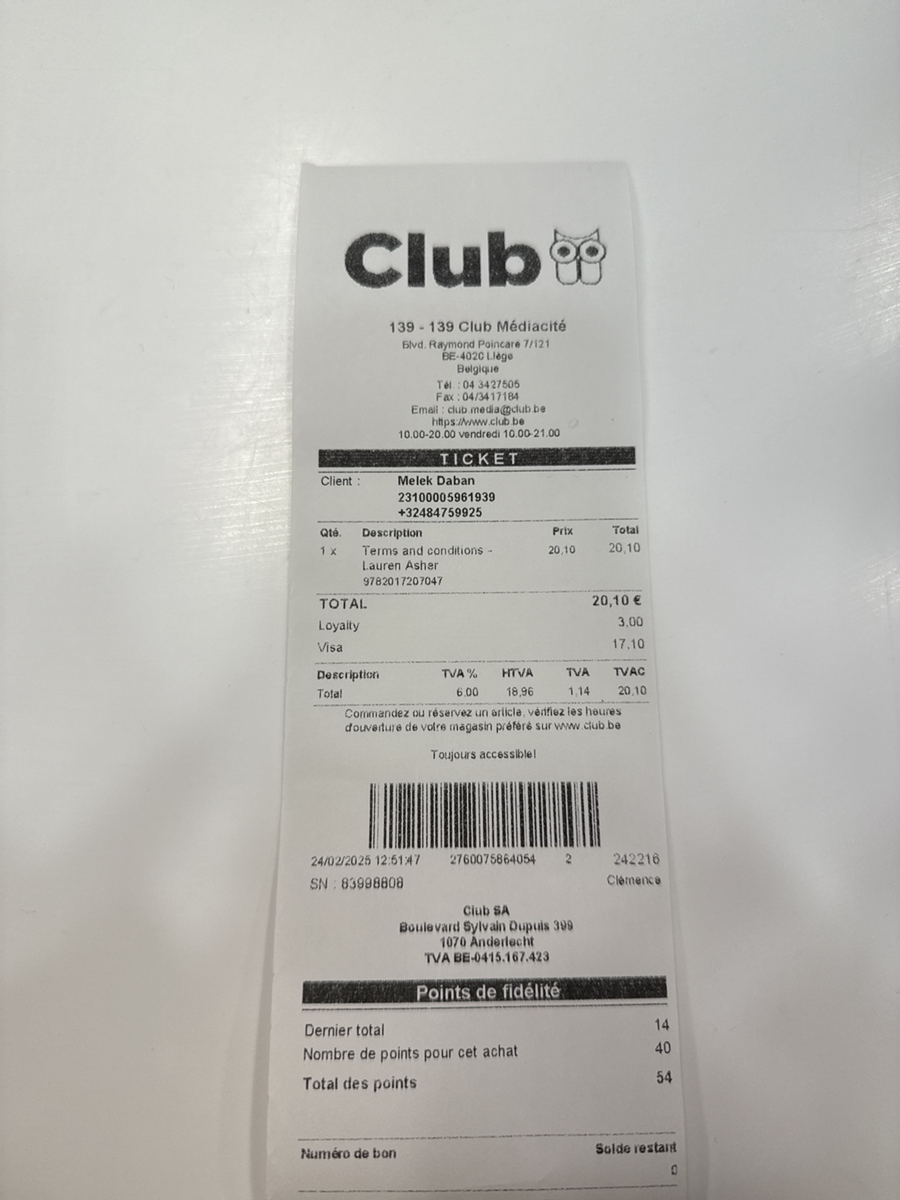 Club
139 - 139 Club Médiacité
Blvd. Raymond Poincaré 7/121
BE-4020 Liège
Belgique
Tél : 04 3427505
Fax : 04/3417184
Email : club.media@club.be
https://www.club.be
10.00-20.00 vendredi 10.00-21.00
TICKET
Client : Melek Daban
23100005961939
+32484759925
Qté. Description Prix Total
1 x Terms and conditions - 20,10 20,10
Lauren Asher
9782017207047
TOTAL 20,10 €
Loyalty 3,00
Visa 17,10
Description TVA % HTVA TVA TVAC
Total 6,00 18,96 1,14 20,10
Commandez ou réservez un article, vérifiez les heures
d'ouverture de votre magasin préféré sur www.club.be
Toujours accessible!
24/02/2025 12:51:47 2760075864054 2 242216
SN : 83998808 Clémence
Club SA
Boulevard Sylvain Dupuis 399
1070 Anderlecht
TVA BE-0415.167.423
Points de fidélité
Dernier total 14
Nombre de points pour cet achat 40
Total des points 54
Numéro de bon Solde restant
0